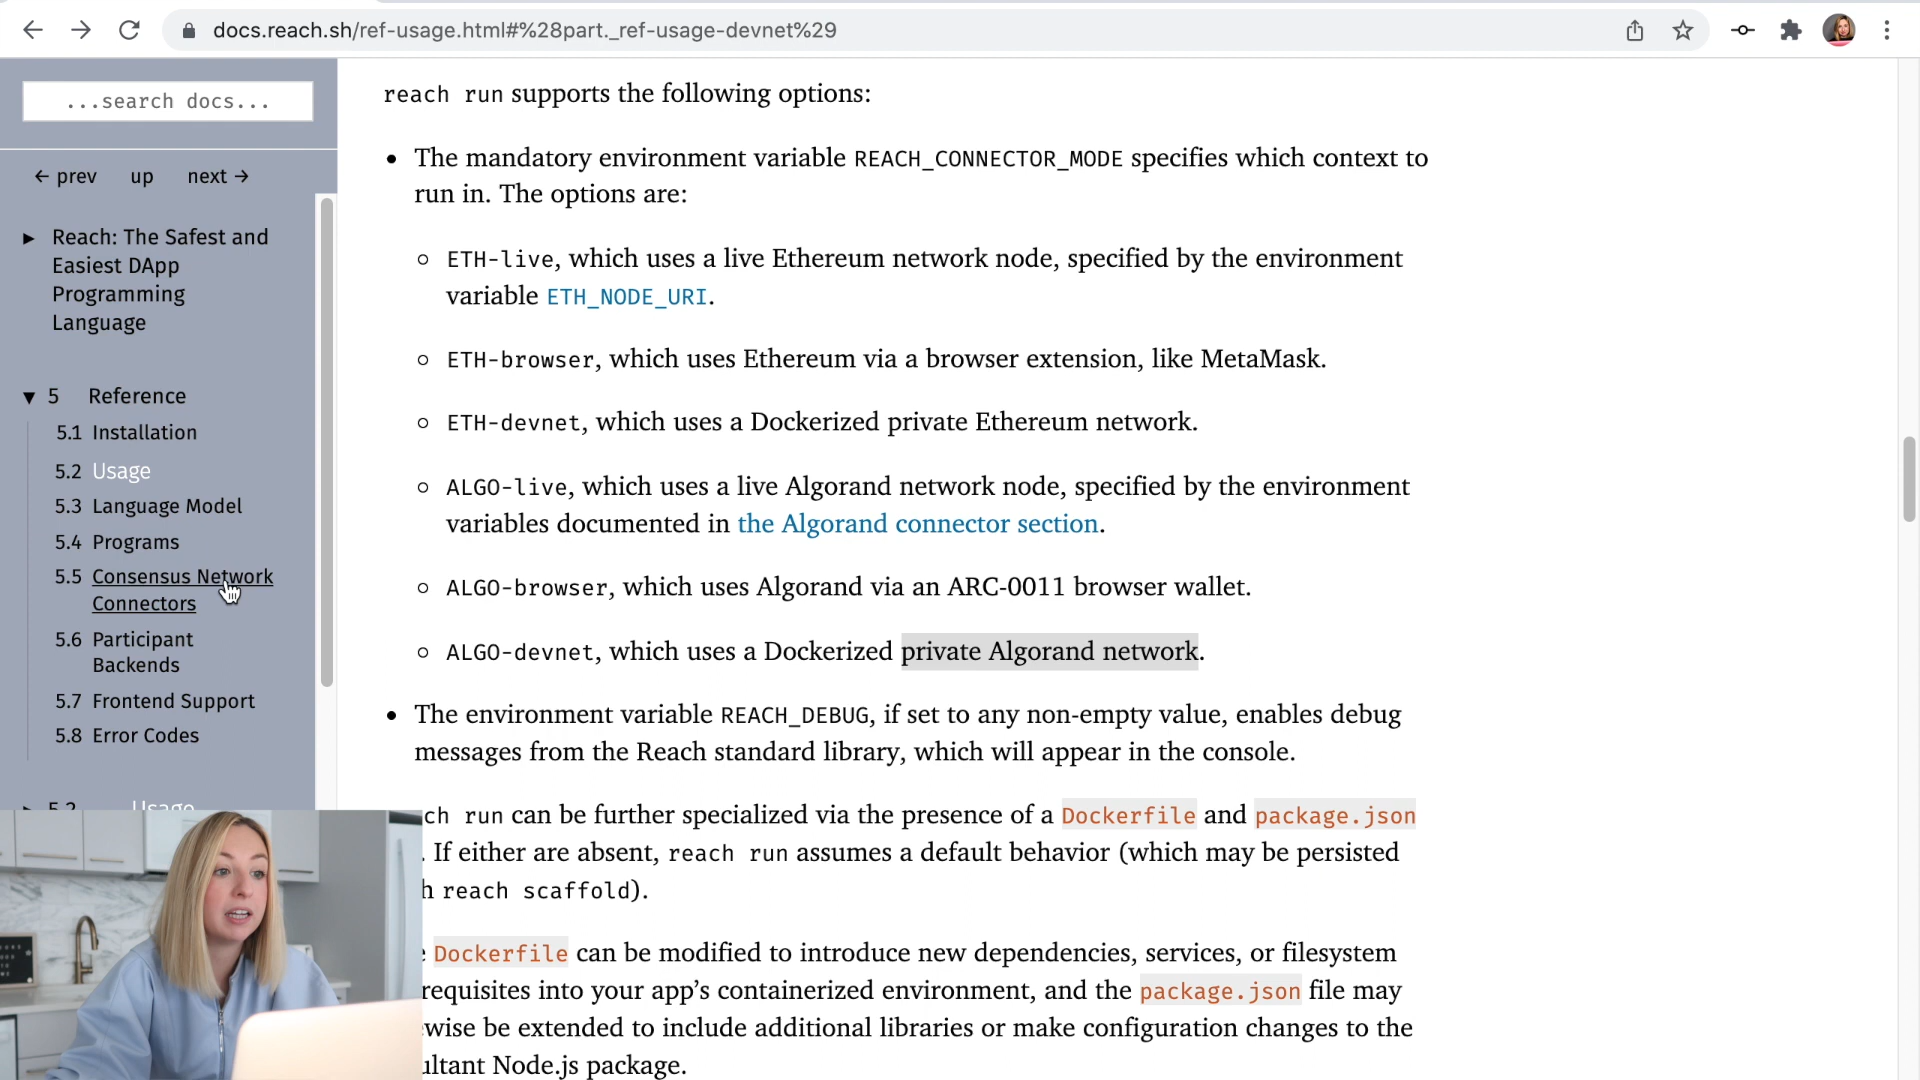 docs.reach.sh/ref-usage.html#%28part._ref-usage-devnet%29
...search docs...
← prev up next →
► Reach: The Safest and
Easiest DApp
Programming
Language
▼ 5 Reference
5.1 Installation
5.2 Usage
5.3 Language Model
5.4 Programs
5.5 Consensus Network
Connectors
5.6 Participant
Backends
5.7 Frontend Support
5.8 Error Codes
5.2 Usage
reach run supports the following options:
• The mandatory environment variable REACH_CONNECTOR_MODE specifies which context to
run in. The options are:
○ ETH-live, which uses a live Ethereum network node, specified by the environment
variable ETH_NODE_URI.
○ ETH-browser, which uses Ethereum via a browser extension, like MetaMask.
○ ETH-devnet, which uses a Dockerized private Ethereum network.
○ ALGO-live, which uses a live Algorand network node, specified by the environment
variables documented in the Algorand connector section.
○ ALGO-browser, which uses Algorand via an ARC-0011 browser wallet.
○ ALGO-devnet, which uses a Dockerized private Algorand network.
• The environment variable REACH_DEBUG, if set to any non-empty value, enables debug
messages from the Reach standard library, which will appear in the console.
ch run can be further specialized via the presence of a Dockerfile and package.json
. If either are absent, reach run assumes a default behavior (which may be persisted
h reach scaffold).
Dockerfile can be modified to introduce new dependencies, services, or filesystem
requisites into your app’s containerized environment, and the package.json file may
wise be extended to include additional libraries or make configuration changes to the
ultant Node.js package.